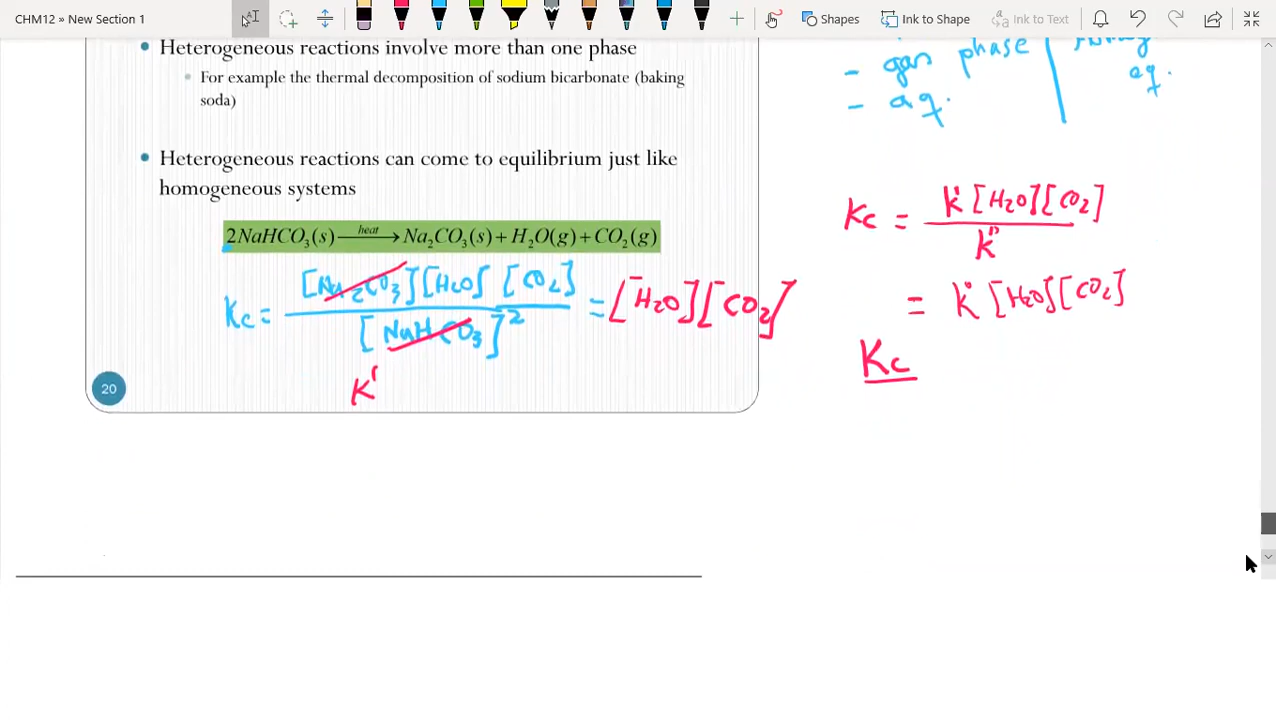 CHM12 » New Section 1
Shapes
Ink to Shape
Ink to Text
• Heterogeneous reactions involve more than one phase
For example the thermal decomposition of sodium bicarbonate (baking
soda)
• Heterogeneous reactions can come to equilibrium just like
homogeneous systems
2NaHCO₃(s) —heat→ Na₂CO₃(s) + H₂O(g) + CO₂(g)
Kc = [Na₂CO₃][H₂O][CO₂] / [NaHCO₃]² = [H₂O][CO₂]
K'
20
- gas phase
eq.
- aq.
Kc = K'[H₂O][CO₂] / K"
= K'[H₂O][CO₂]
Kc